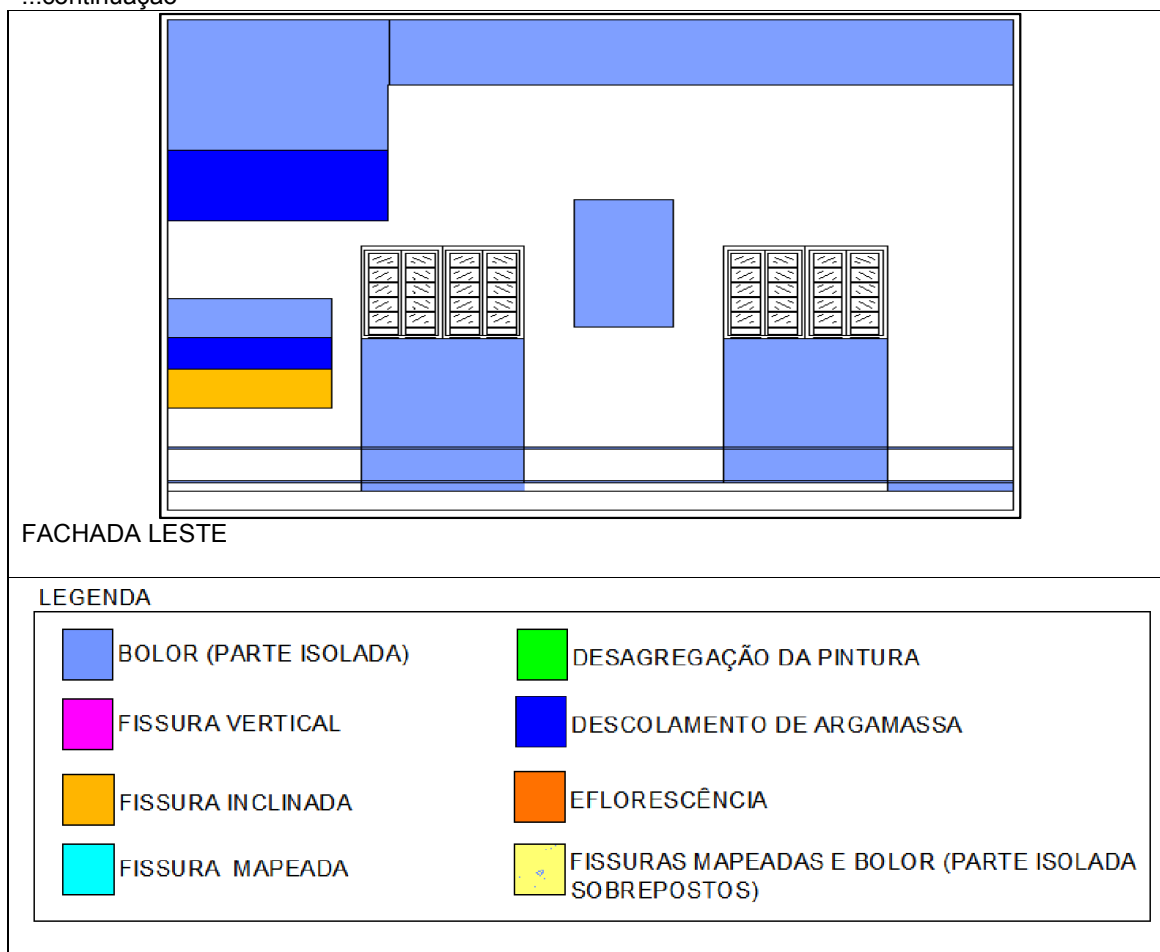 ...continuação
FACHADA LESTE
LEGENDA
BOLOR (PARTE ISOLADA)
DESAGREGAÇÃO DA PINTURA
FISSURA VERTICAL
DESCOLAMENTO DE ARGAMASSA
FISSURA INCLINADA
EFLORESCÊNCIA
FISSURA MAPEADA
FISSURAS MAPEADAS E BOLOR (PARTE ISOLADA
SOBREPOSTOS)